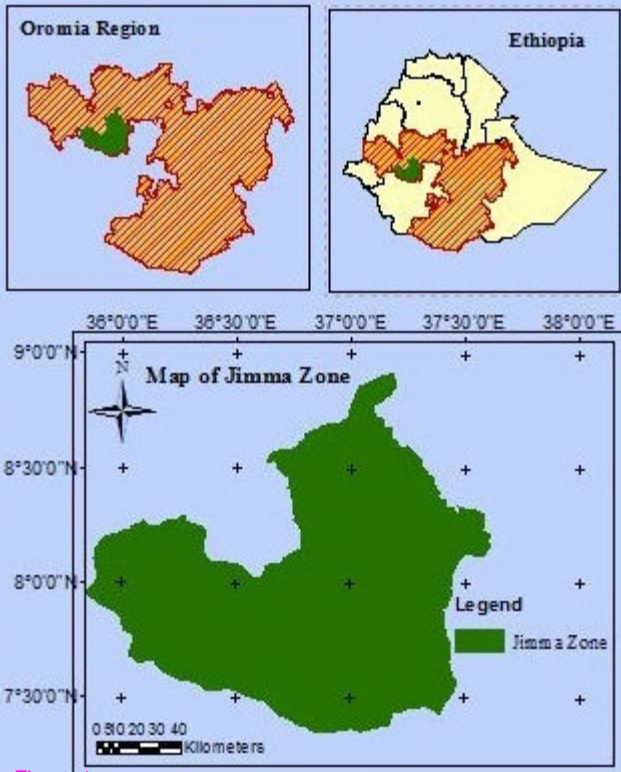 Oromia Region
Ethiopia
36°0'0"E 36°30'0"E 37°0'0"E 37°30'0"E 38°0'0"E
9°0'0"N
N
Map of Jimma Zone
8°30'0"N
8°0'0"N
Legend
Jimma Zone
7°30'0"N
0 510 20 30 40
Kilometers